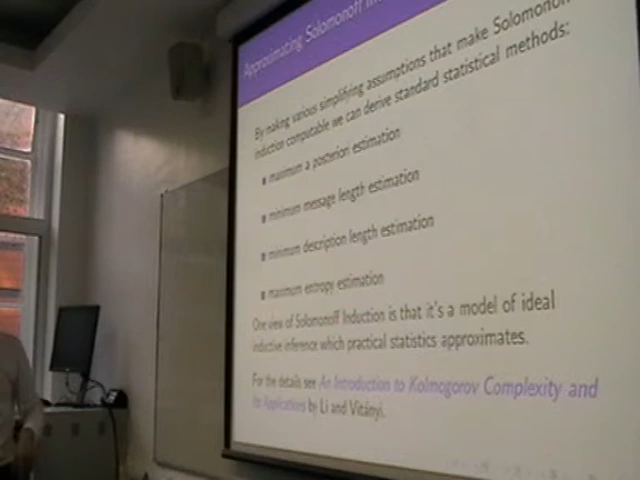 Approximating Solomonoff
By making various simplifying assumptions that make Solomonoff
induction computable we can derive standard statistical methods:
maximum a posteriori estimation
minimum message length estimation
minimum description length estimation
maximum entropy estimation
One view of Solomonoff Induction is that it's a model of ideal
inductive inference which practical statistics approximates.
For the details see An Introduction to Kolmogorov Complexity and
its Applications by Li and Vitányi.